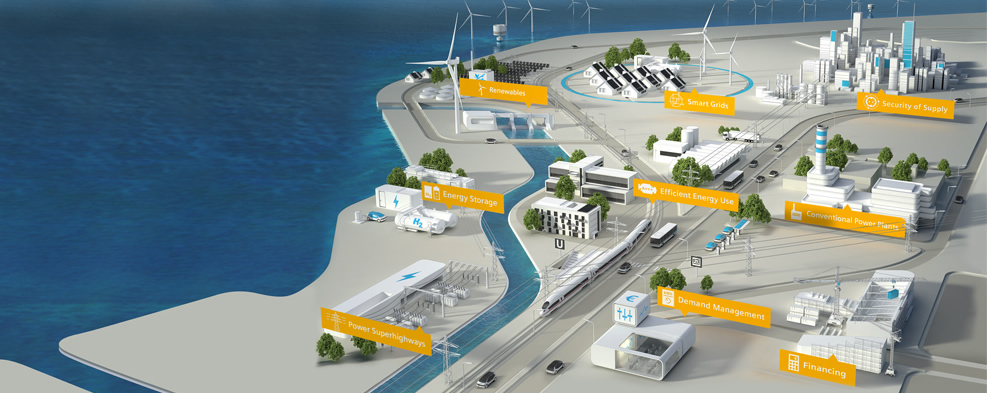 Renewables
Smart Grids
Security of Supply
Energy Storage
H₂
Efficient Energy Use
Conventional Power Plants
U
€
Demand Management
Power Superhighways
Financing